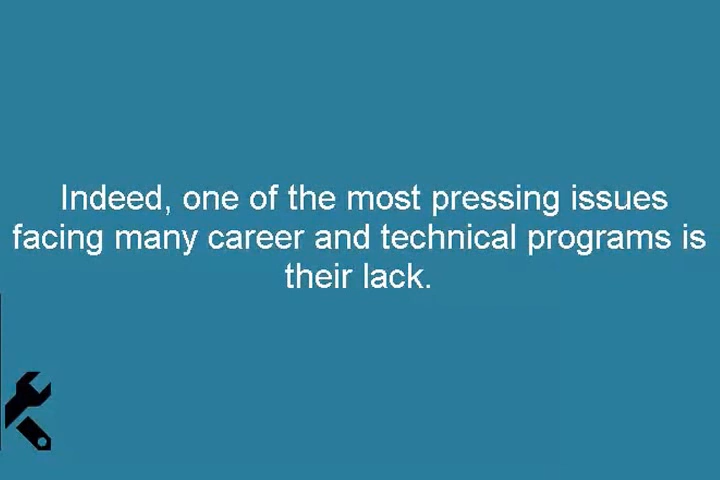 Indeed, one of the most pressing issues
facing many career and technical programs is
their lack.